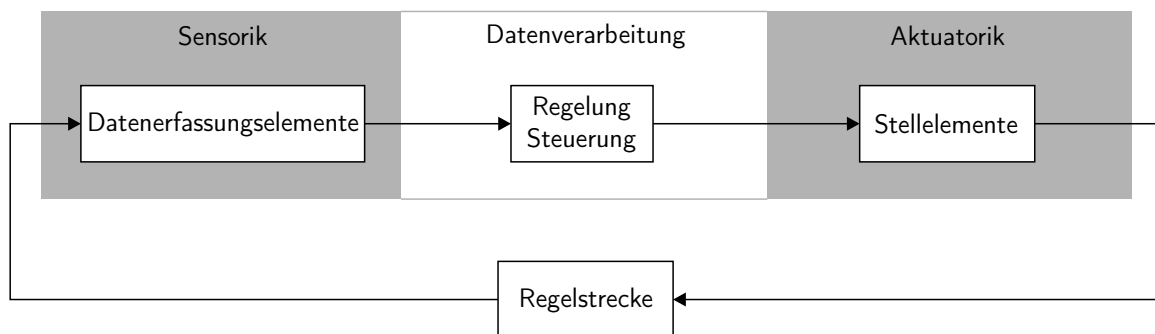 Sensorik
Datenverarbeitung
Aktuatorik
Datenerfassungselemente
Regelung
Steuerung
Stellelemente
Regelstrecke